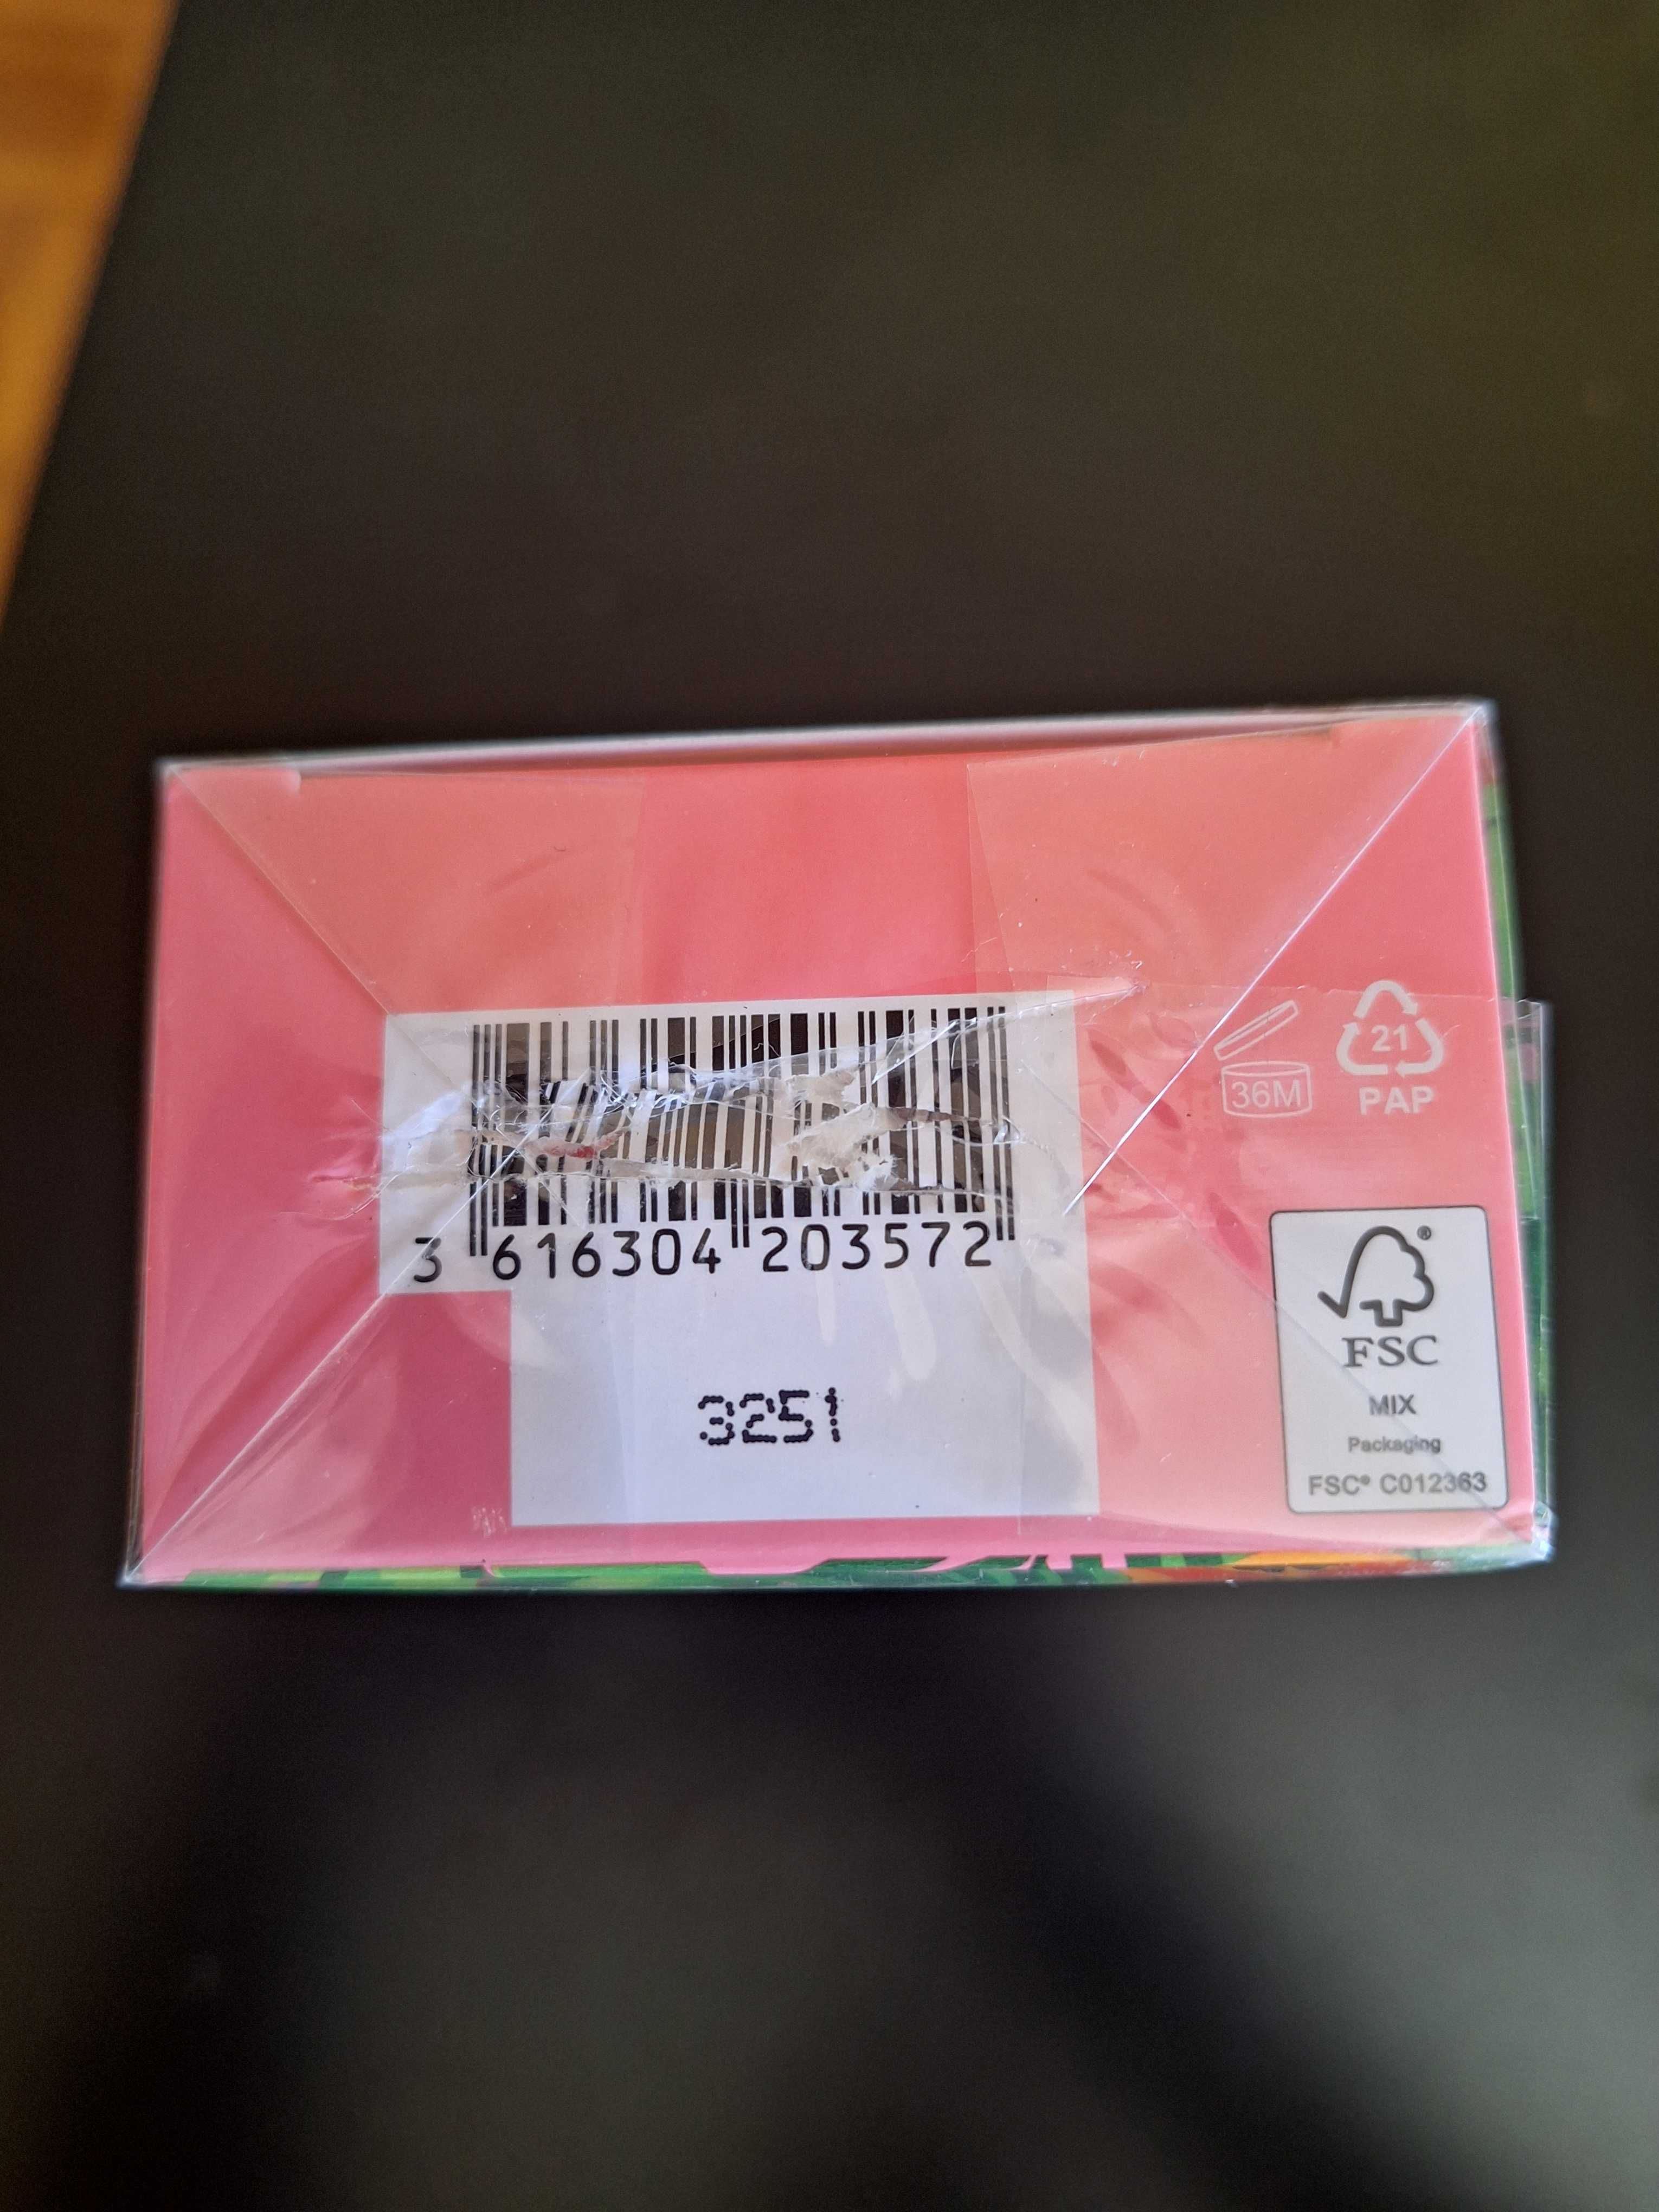 36M
21
PAP
3 616304 203572
3251
FSC®
MIX
Packaging
FSC® C012363